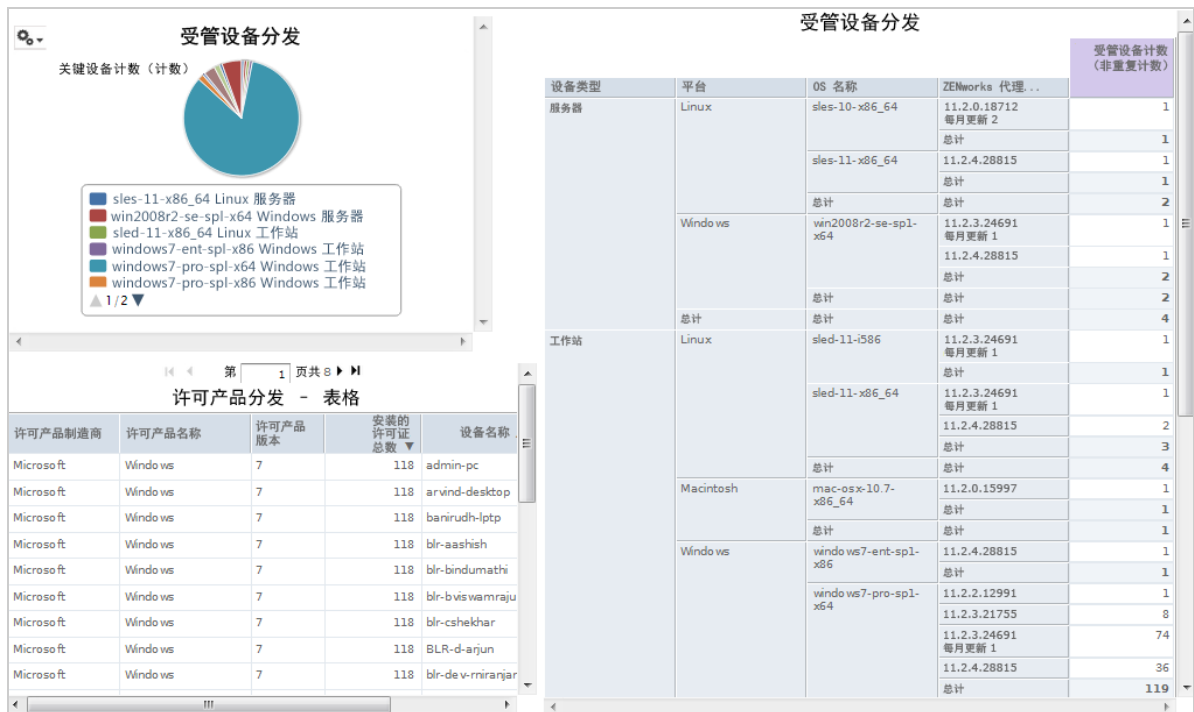 受管设备分发
关键设备计数（计数）
sles-11-x86_64 Linux 服务器
win2008r2-se-spl-x64 Windows 服务器
sled-11-x86_64 Linux 工作站
windows7-ent-spl-x86 Windows 工作站
windows7-pro-spl-x64 Windows 工作站
windows7-pro-spl-x86 Windows 工作站
1/2
第 1 页共 8
许可产品分发 - 表格
许可产品制造商 许可产品名称 许可产品版本 安装的许可证总数 设备名称
Microsoft Windows 7 118 admin-pc
Microsoft Windows 7 118 arvind-desktop
Microsoft Windows 7 118 banirudh-lptp
Microsoft Windows 7 118 blr-aashish
Microsoft Windows 7 118 blr-bindumathi
Microsoft Windows 7 118 blr-bviswamraju
Microsoft Windows 7 118 blr-cshekhar
Microsoft Windows 7 118 BLR-d-arjun
Microsoft Windows 7 118 blr-dev-rniranjar
受管设备分发
受管设备计数
（非重复计数）
设备类型 平台 OS 名称 ZENworks 代理...
服务器 Linux sles-10-x86_64 11.2.0.18712 1
每月更新 2
总计 1
sles-11-x86_64 11.2.4.28815 1
总计 1
总计 总计 2
Windows win2008r2-se-sp1- 11.2.3.24691 1
x64 每月更新 1
11.2.4.28815 1
总计 2
总计 总计 2
总计 总计 总计 4
工作站 Linux sled-11-i586 11.2.3.24691 1
每月更新 1
总计 1
sled-11-x86_64 11.2.3.24691 1
每月更新 1
11.2.4.28815 2
总计 3
总计 总计 4
Macintosh mac-osx-10.7- 11.2.0.15997 1
x86_64
总计 1
总计 总计 1
Windows windows7-ent-sp1- 11.2.4.28815 1
x86
总计 1
windows7-pro-sp1- 11.2.2.12991 1
x64
11.2.3.21755 8
11.2.3.24691 74
每月更新 1
11.2.4.28815 36
总计 119